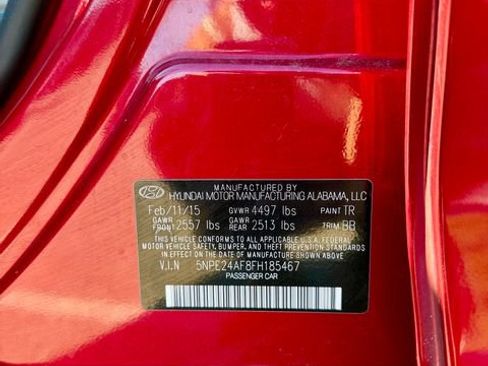 MANUFACTURED BY
HYUNDAI MOTOR MANUFACTURING ALABAMA, LLC
Feb/11/15 GVWR 4497 lbs PAINT TR
GAWR FRONT 2557 lbs GAWR REAR 2513 lbs TRIM BB
THIS VEHICLE CONFORMS TO ALL APPLICABLE U.S.A. FEDERAL
MOTOR VEHICLE SAFETY, BUMPER, AND THEFT PREVENTION
STANDARDS IN EFFECT ON THE DATE OF MANUFACTURE SHOWN ABOVE.
V.I.N 5NPE24AF8FH185467
PASSENGER CAR